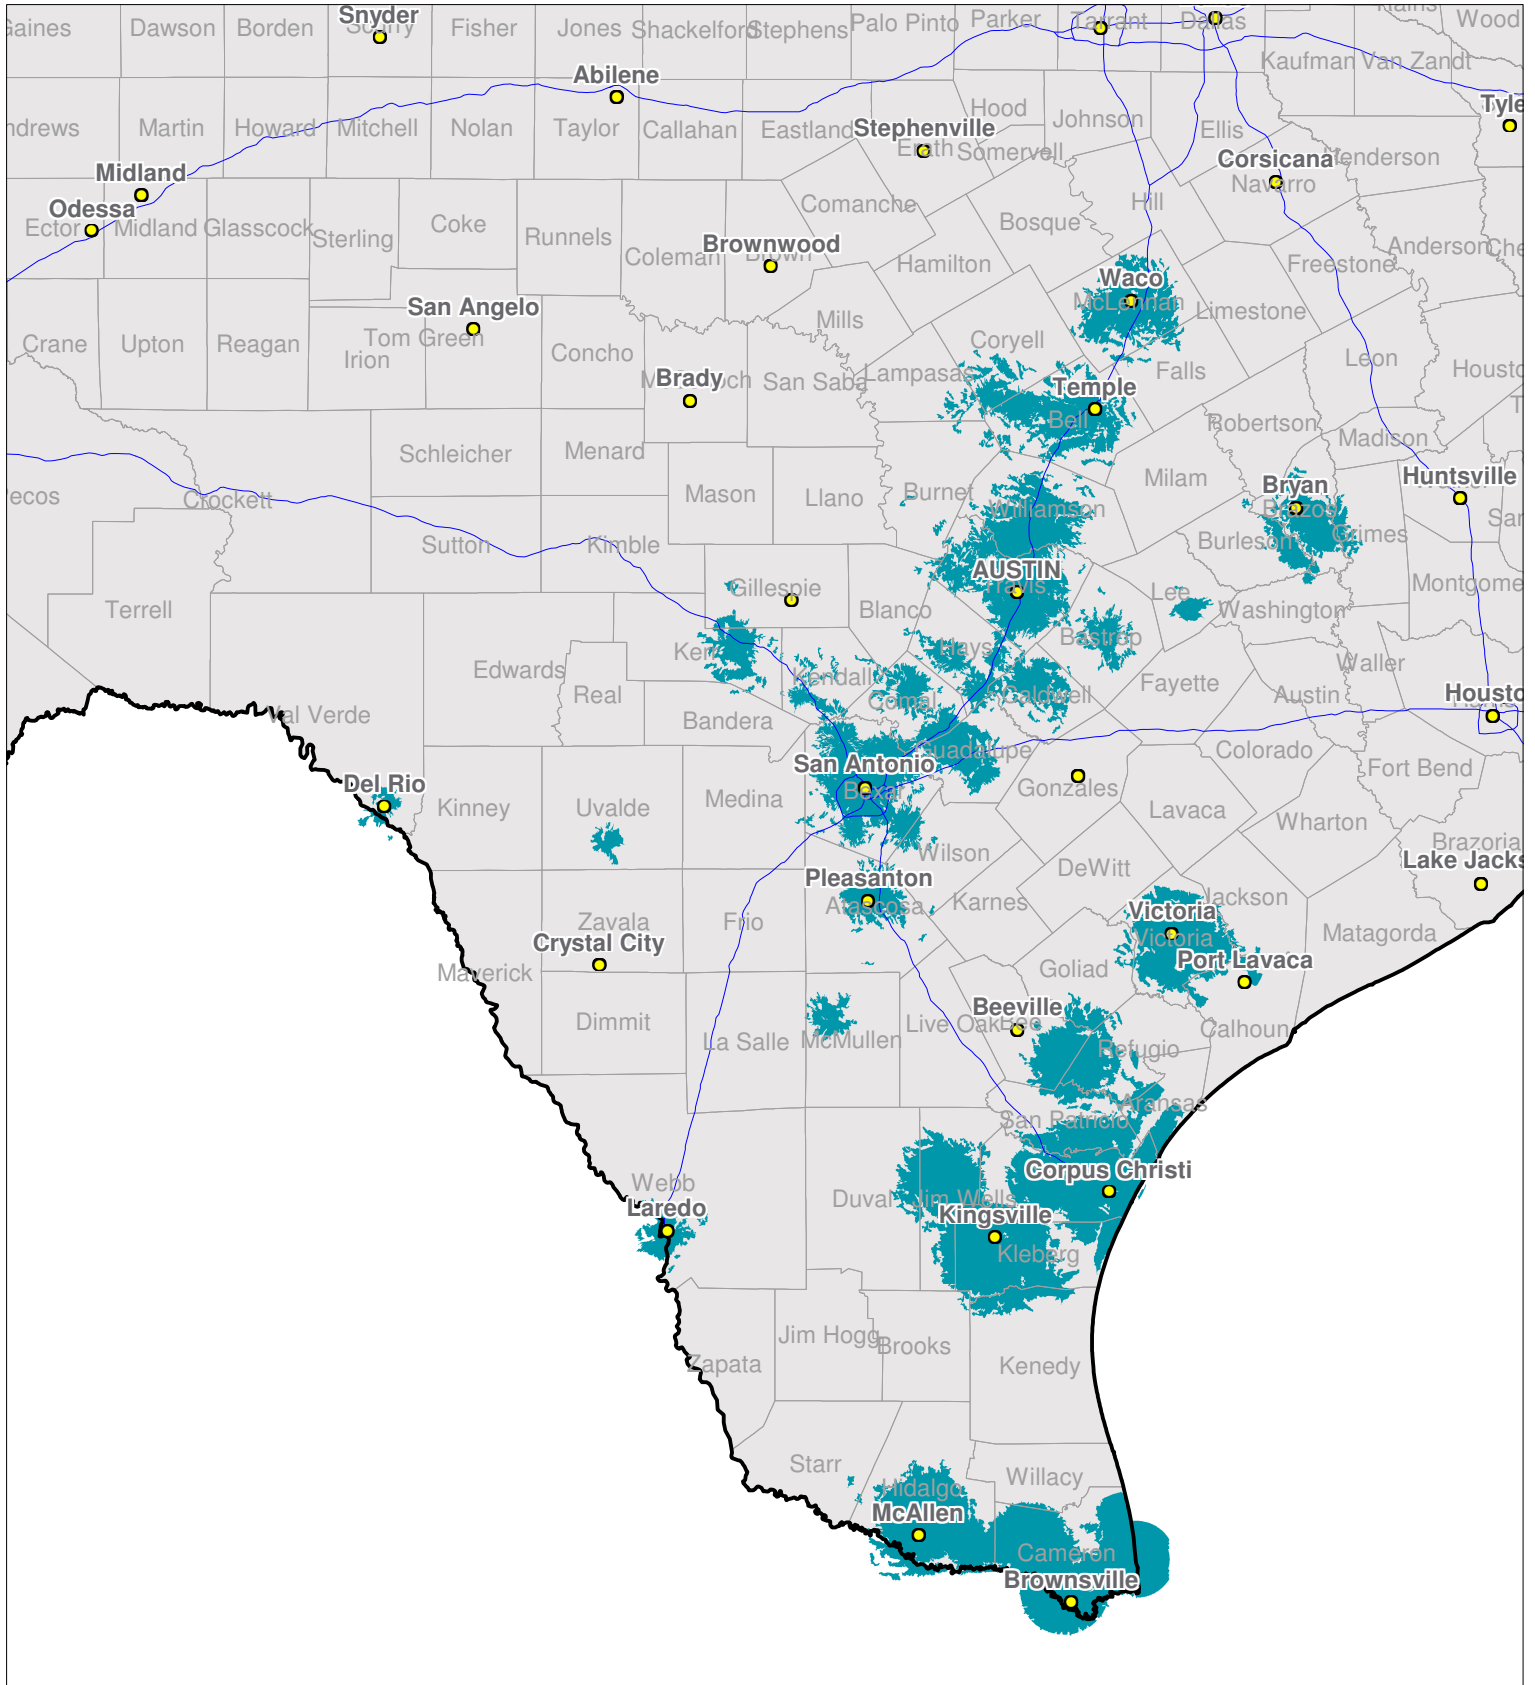 Snyder
Rains
Wood
Gaines
Dawson
Borden
Scurry
Fisher
Jones
Shackelford
Stephens
Palo Pinto
Parker
Tarrant
Dallas
Kaufman
Van Zandt
Abilene
Tyle
ndrews
Martin
Howard
Mitchell
Nolan
Taylor
Callahan
Eastland
Stephenville
Erath
Hood
Somervell
Johnson
Ellis
Corsicana
Navarro
Henderson
Midland
Odessa
Ector
Midland
Glasscock
Sterling
Coke
Runnels
Coleman
Brownwood
Brown
Comanche
Hamilton
Bosque
Hill
Freestone
Anderson
Che
San Angelo
Waco
McLennan
Limestone
Crane
Upton
Reagan
Irion
Tom Green
Concho
Brady
San Saba
Mills
Lampasas
Coryell
Temple
Bell
Falls
Leon
Housto
Robertson
Madison
Schleicher
Menard
Mason
Llano
Burnet
Williamson
Milam
Bryan
Brazos
Huntsville
ecos
Crockett
Sutton
Kimble
Burleson
Grimes
San
Terrell
Gillespie
Blanco
AUSTIN
Travis
Lee
Washington
Montgome
Edwards
Real
Kerr
Kendall
Hays
Bastrop
Fayette
Waller
Austin
Houston
Val Verde
Bandera
Comal
Caldwell
Guadalupe
Colorado
Fort Bend
Del Rio
Kinney
Uvalde
Medina
San Antonio
Bexar
Gonzales
Lavaca
Wharton
Brazoria
Lake Jacks
Wilson
DeWitt
Pleasanton
Atascosa
Karnes
Victoria
Jackson
Victoria
Matagorda
Zavala
Crystal City
Frio
Maverick
Goliad
Port Lavaca
Dimmit
La Salle
McMullen
Live Oak
Beeville
Bee
Refugio
Calhoun
San Patricio
Aransas
Webb
Laredo
Duval
Jim Wells
Corpus Christi
Kingsville
Kleberg
Zapata
Jim Hogg
Brooks
Kenedy
Starr
Hidalgo
Willacy
McAllen
Cameron
Brownsville